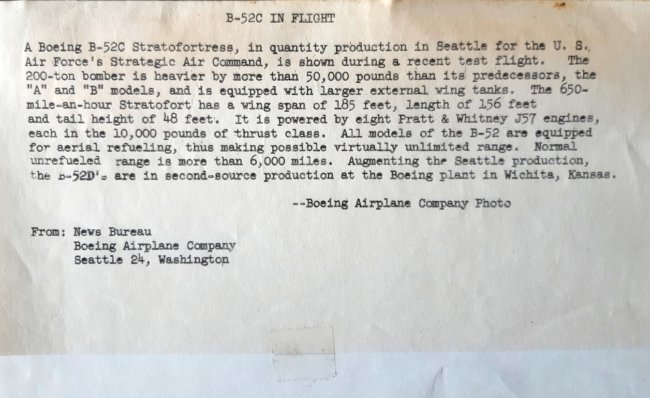 B-52C IN FLIGHT
A Boeing B-52C Stratofortress, in quantity production in Seattle for the U. S.
Air Force's Strategic Air Command, is shown during a recent test flight. The
200-ton bomber is heavier by more than 50,000 pounds than its predecessors, the
"A" and "B" models, and is equipped with larger external wing tanks. The 650-
mile-an-hour Stratofort has a wing span of 185 feet, length of 156 feet
and tail height of 48 feet. It is powered by eight Pratt & Whitney J57 engines,
each in the 10,000 pounds of thrust class. All models of the B-52 are equipped
for aerial refueling, thus making possible virtually unlimited range. Normal
unrefueled range is more than 6,000 miles. Augmenting the Seattle production,
the B-52D's are in second-source production at the Boeing plant in Wichita, Kansas.
--Boeing Airplane Company Photo
From: News Bureau
Boeing Airplane Company
Seattle 24, Washington